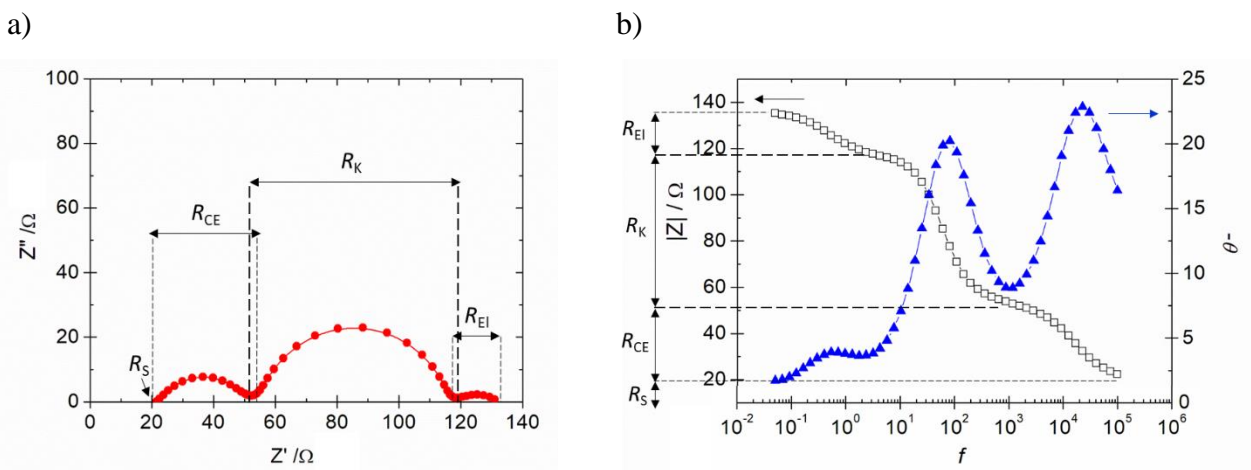 a)
b)
Z'' /Ω
100
80
60
40
20
0
R_K
R_CE
R_EI
R_S
0 20 40 60 80 100 120 140
Z' /Ω
|Z| / Ω
140
120
100
80
60
40
20
R_EI
R_K
R_CE
R_S
25
20
15
10
5
0
-θ
10^-2 10^-1 10^0 10^1 10^2 10^3 10^4 10^5 10^6
f